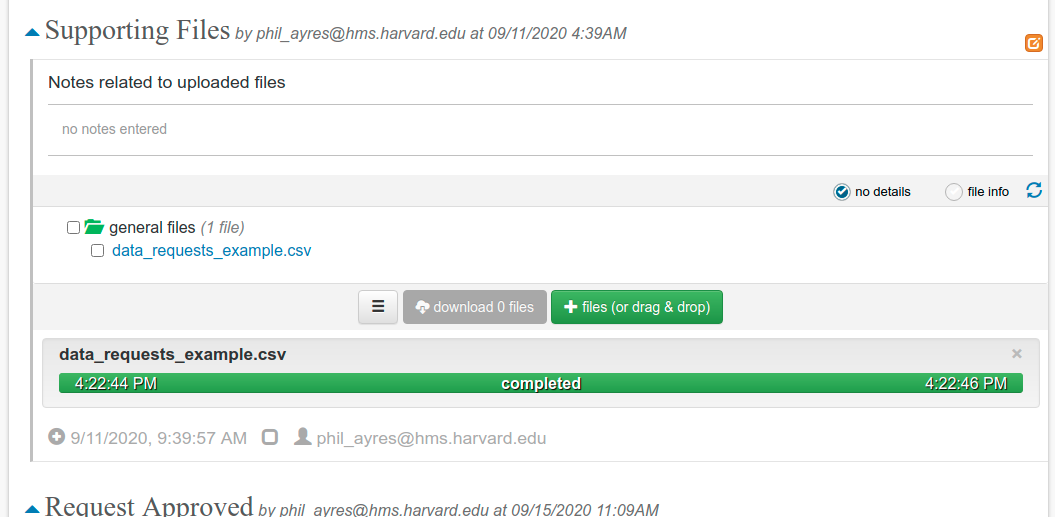 Supporting Files by phil_ayres@hms.harvard.edu at 09/11/2020 4:39AM
Notes related to uploaded files
no notes entered
no details file info
general files (1 file)
data_requests_example.csv
download 0 files files (or drag & drop)
data_requests_example.csv ×
4:22:44 PM completed 4:22:46 PM
9/11/2020, 9:39:57 AM phil_ayres@hms.harvard.edu
Request Approved by phil_ayres@hms.harvard.edu at 09/15/2020 11:09AM